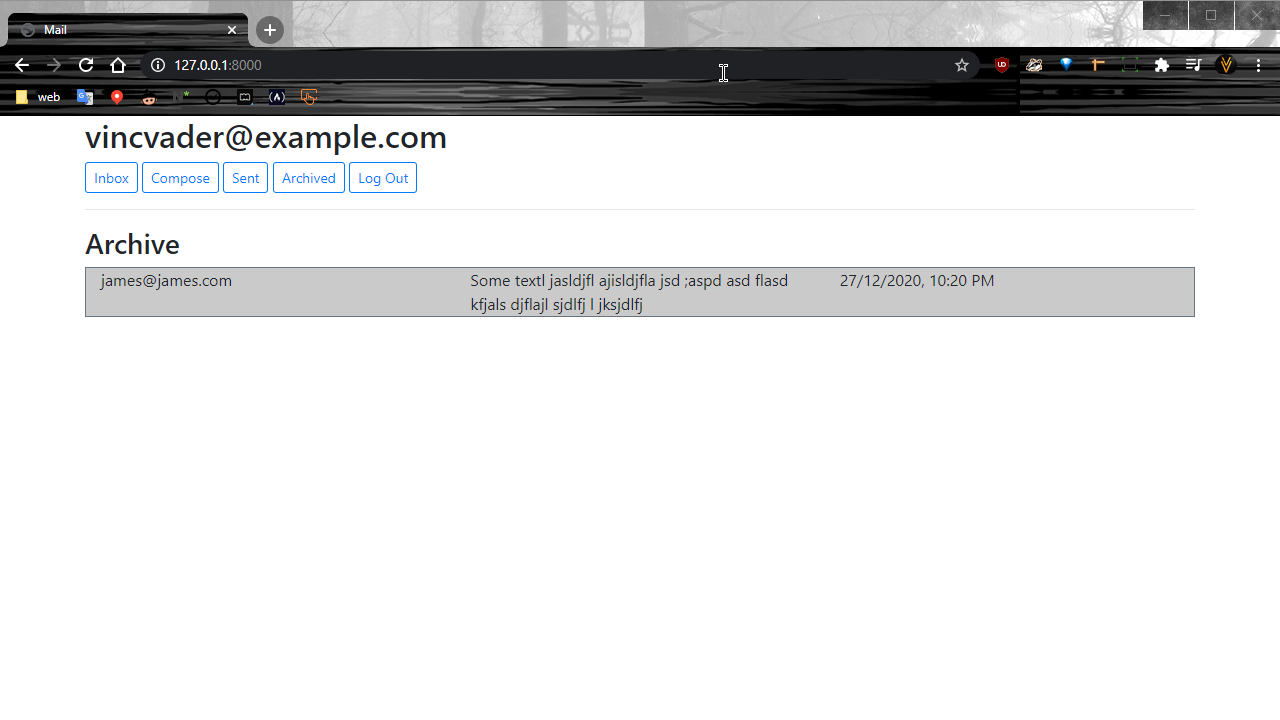 Mail
127.0.0.1:8000
web
vincvader@example.com
Inbox Compose Sent Archived Log Out
Archive
james@james.com Some textl jasldjfl ajisldjfla jsd ;aspd asd flasd 27/12/2020, 10:20 PM
kfjals djflajl sjdlfj l jksjdlfj